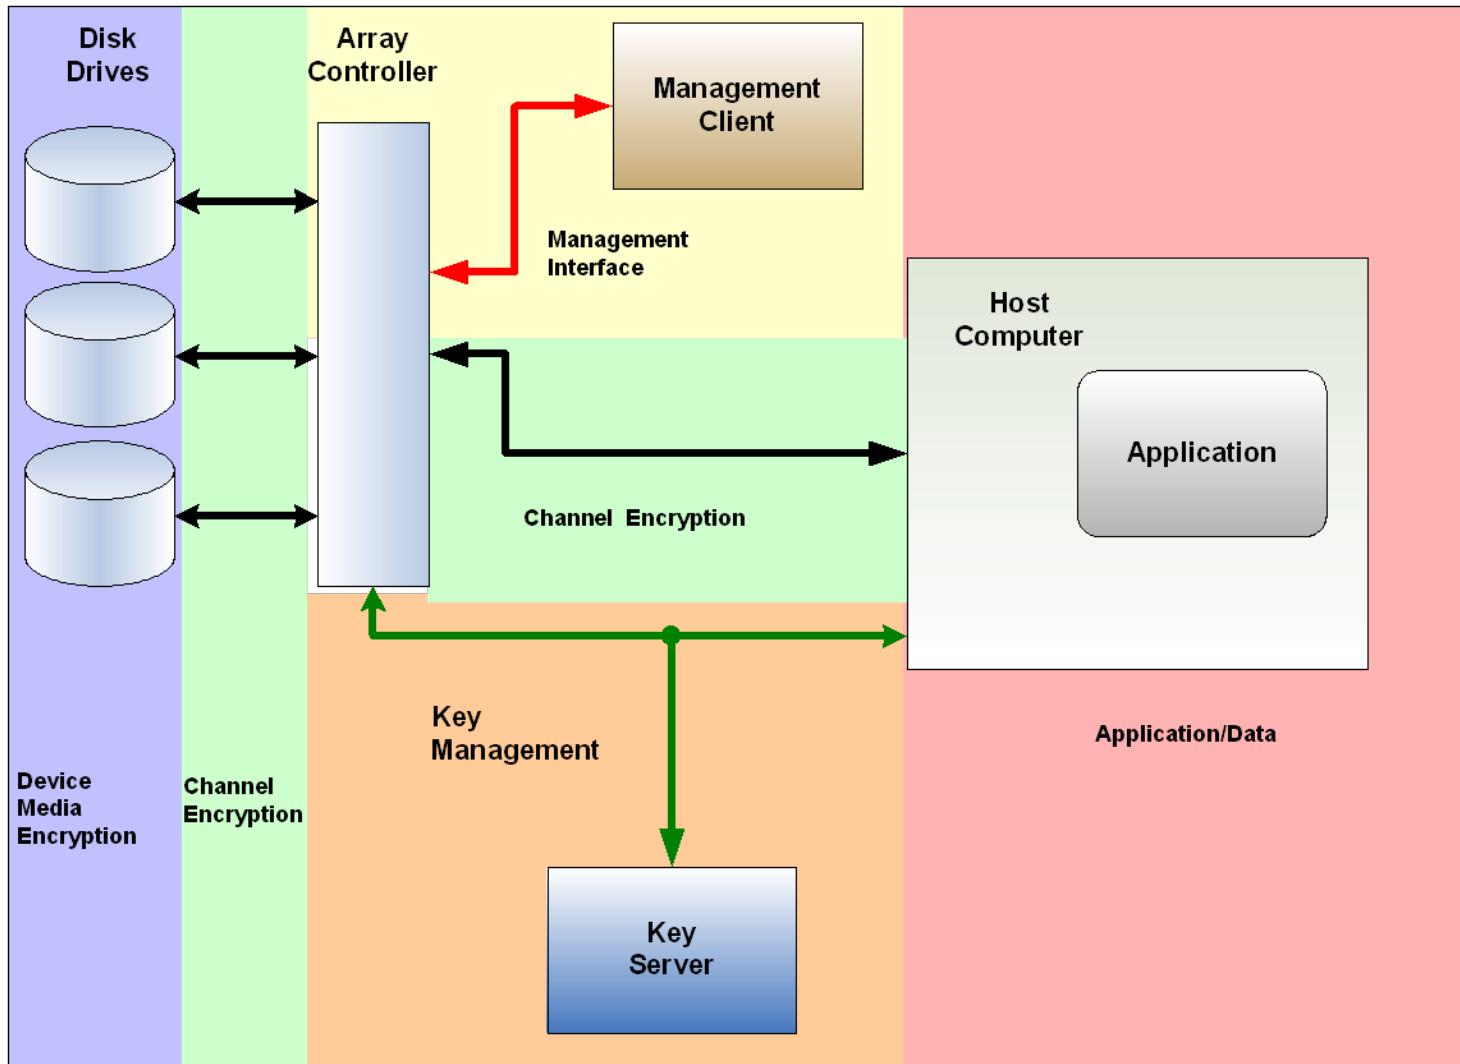 Disk
Drives
Array
Controller
Management
Client
Management
Interface
Host
Computer
Application
Channel Encryption
Key
Management
Application/Data
Device
Media
Encryption
Channel
Encryption
Key
Server